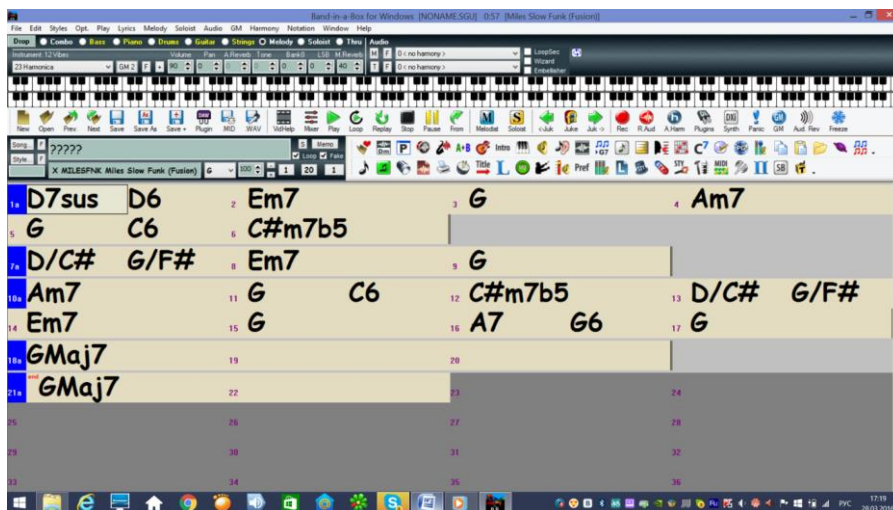 Band-in-a-Box for Windows [NONAME.SGU] 0:57 [Miles Slow Funk (Fusion)]
File Edit Styles Opt. Play Lyrics Melody Soloist Audio GM Harmony Notation Window Help
Combo Bass Piano Drums Guitar Strings Melody Soloist Thru Audio
Instrument: 12 Vibes Volume Pan A.Reverb Tone Bank0 LSB M.Reverb M F 0 < no harmony > LoopSec
23 Harmonica GM 2 F + 90 0 0 0 0 0 40 T F 0 < no harmony > Wizard
Embellisher
New Open Prev Next Save Save As Save + Plugin .MID WAV VidHelp Mixer Play Loop Replay Stop Pause From Melodist Soloist <-Juk Juke Juk-> Rec R.Aud A.Harm Plugins Synth Panic GM Aud. Rev Freeze
Song... F ????? S Memo
Loop Fake
Style... F X MILESFNK Miles Slow Funk (Fusion) G 100 1 20 1
A+B Intro P
Title L Pref STY MIDI II SB
1a D7sus D6 2 Em7 3 G 4 Am7
5 G C6 6 C#m7b5
7a D/C# G/F# 8 Em7 9 G
10a Am7 11 G C6 12 C#m7b5 13 D/C# G/F#
14 Em7 15 G 16 A7 G6 17 G
18a GMaj7 19 20
21a end GMaj7 22 23 24
25 26 27 28
29 30 31 32
33 34 35 36
РУС 17:19